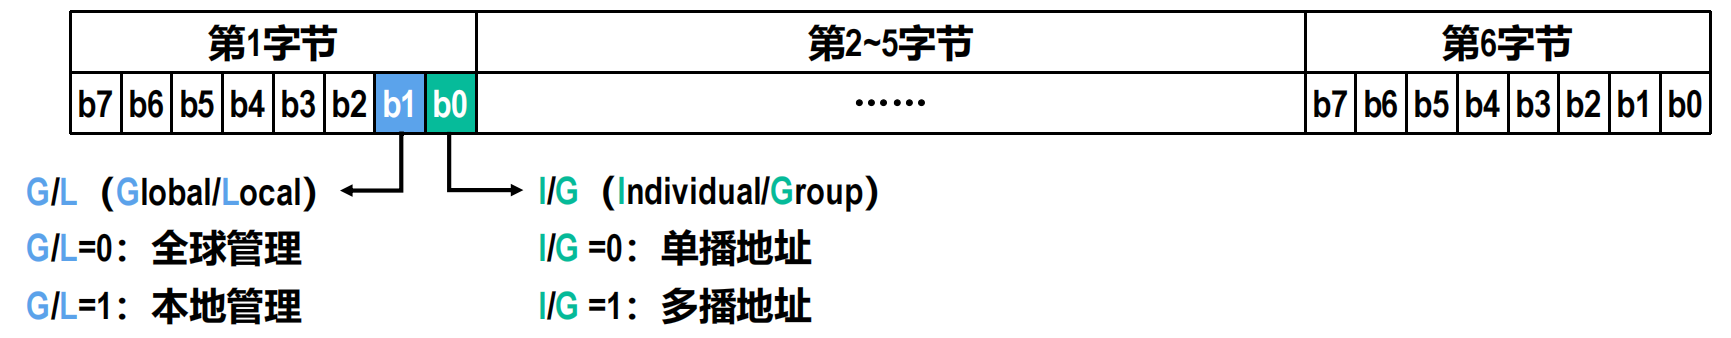 第1字节 第2~5字节 第6字节
b7 b6 b5 b4 b3 b2 b1 b0 …… b7 b6 b5 b4 b3 b2 b1 b0
G/L（Global/Local） I/G（Individual/Group）
G/L=0：全球管理 I/G =0：单播地址
G/L=1：本地管理 I/G =1：多播地址